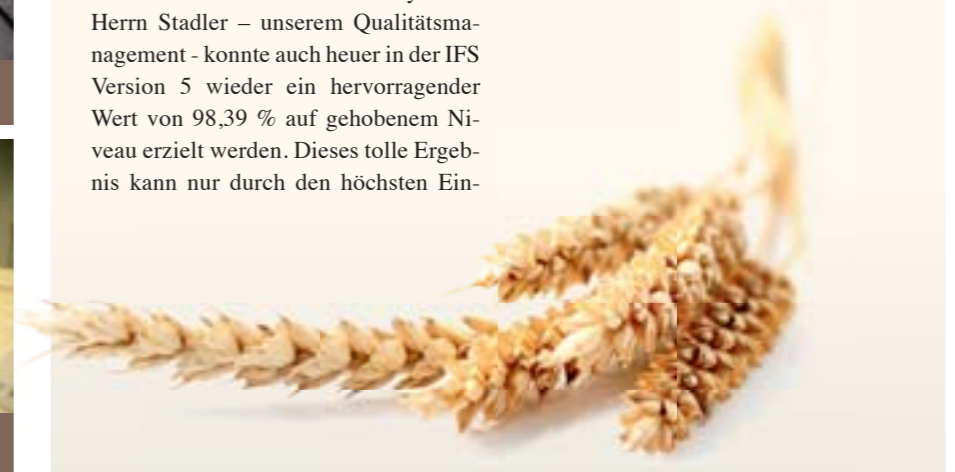 Herrn Stadler – unserem Qualitätsma-
nagement - konnte auch heuer in der IFS
Version 5 wieder ein hervorragender
Wert von 98,39 % auf gehobenem Ni-
veau erzielt werden. Dieses tolle Ergeb-
nis kann nur durch den höchsten Ein-